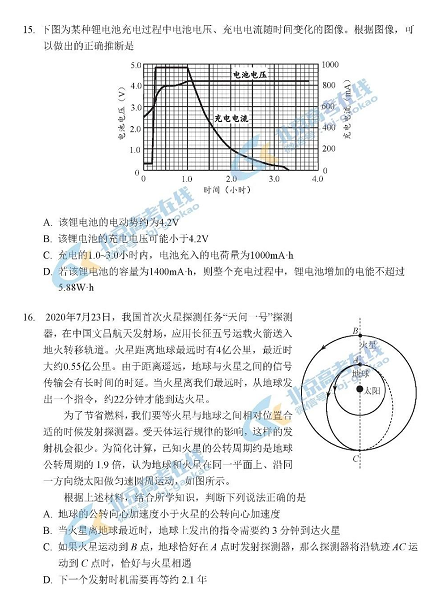 15. 下图为某种锂电池充电过程中电池电压、充电电流随时间变化的图像。根据图像，可
以做出的正确推断是
5.0
4.0
3.0
2.0
1.0
0
电池电压（V）
1000
800
600
400
200
0
充电电流（mA）
电池电压
充电电流
0 1.0 2.0 3.0 4.0
时间（小时）
A. 该锂电池的电动势约为4.2V
B. 该锂电池的充电电压可能小于4.2V
C. 充电的1.0~3.0小时内，电池充入的电荷量为1000mA·h
D. 若该锂电池的容量为1400mA·h，则整个充电过程中，锂电池增加的电能不超过
5.88W·h
16. 2020年7月23日，我国首次火星探测任务“天问一号”探测
器，在中国文昌航天发射场，应用长征五号运载火箭送入
地火转移轨道。火星距离地球最远时有4亿公里，最近时
大约0.55亿公里。由于距离遥远，地球与火星之间的信号
传输会有长时间的时延。当火星离我们最远时，从地球发
出一个指令，约22分钟才能到达火星。
为了节省燃料，我们要等火星与地球之间相对位置合
适的时候发射探测器。受天体运行规律的影响，这样的发
射机会很少。为简化计算，已知火星的公转周期约是地球
公转周期的 1.9 倍，认为地球和火星在同一平面上、沿同
一方向绕太阳做匀速圆周运动，如图所示。
B
火星
地球
太阳
C
根据上述材料，结合所学知识，判断下列说法正确的是
A. 地球的公转向心加速度小于火星的公转向心加速度
B. 当火星离地球最近时，地球上发出的指令需要约 3 分钟到达火星
C. 如果火星运动到 B 点，地球恰好在 A 点时发射探测器，那么探测器将沿轨迹 AC 运
动到 C 点时，恰好与火星相遇
D. 下一个发射时机需要再等约 2.1 年
北京高考在线